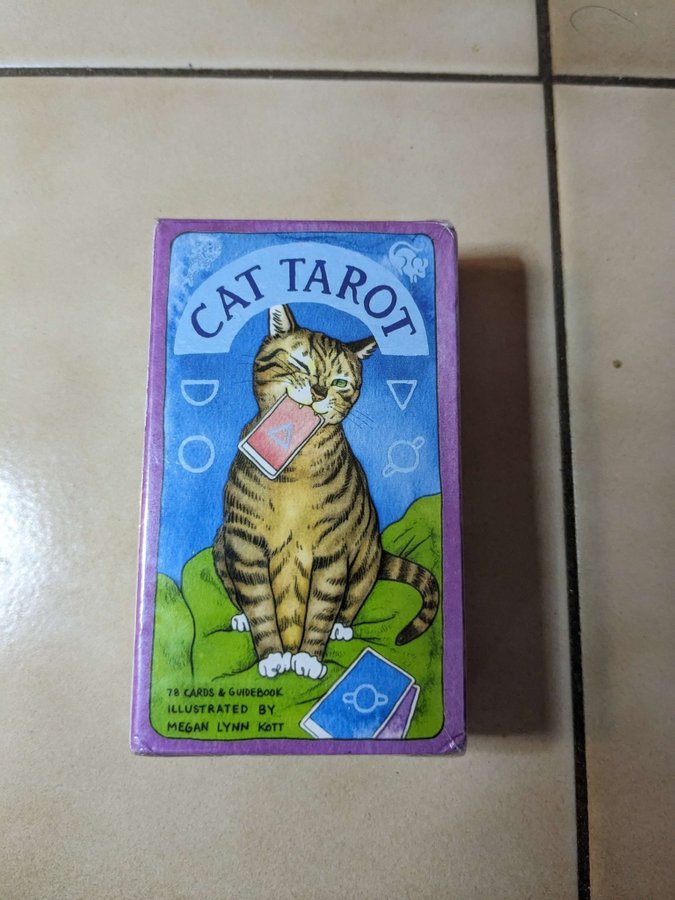 CAT TAROT
78 CARDS & GUIDEBOOK
ILLUSTRATED BY
MEGAN LYNN KOTT